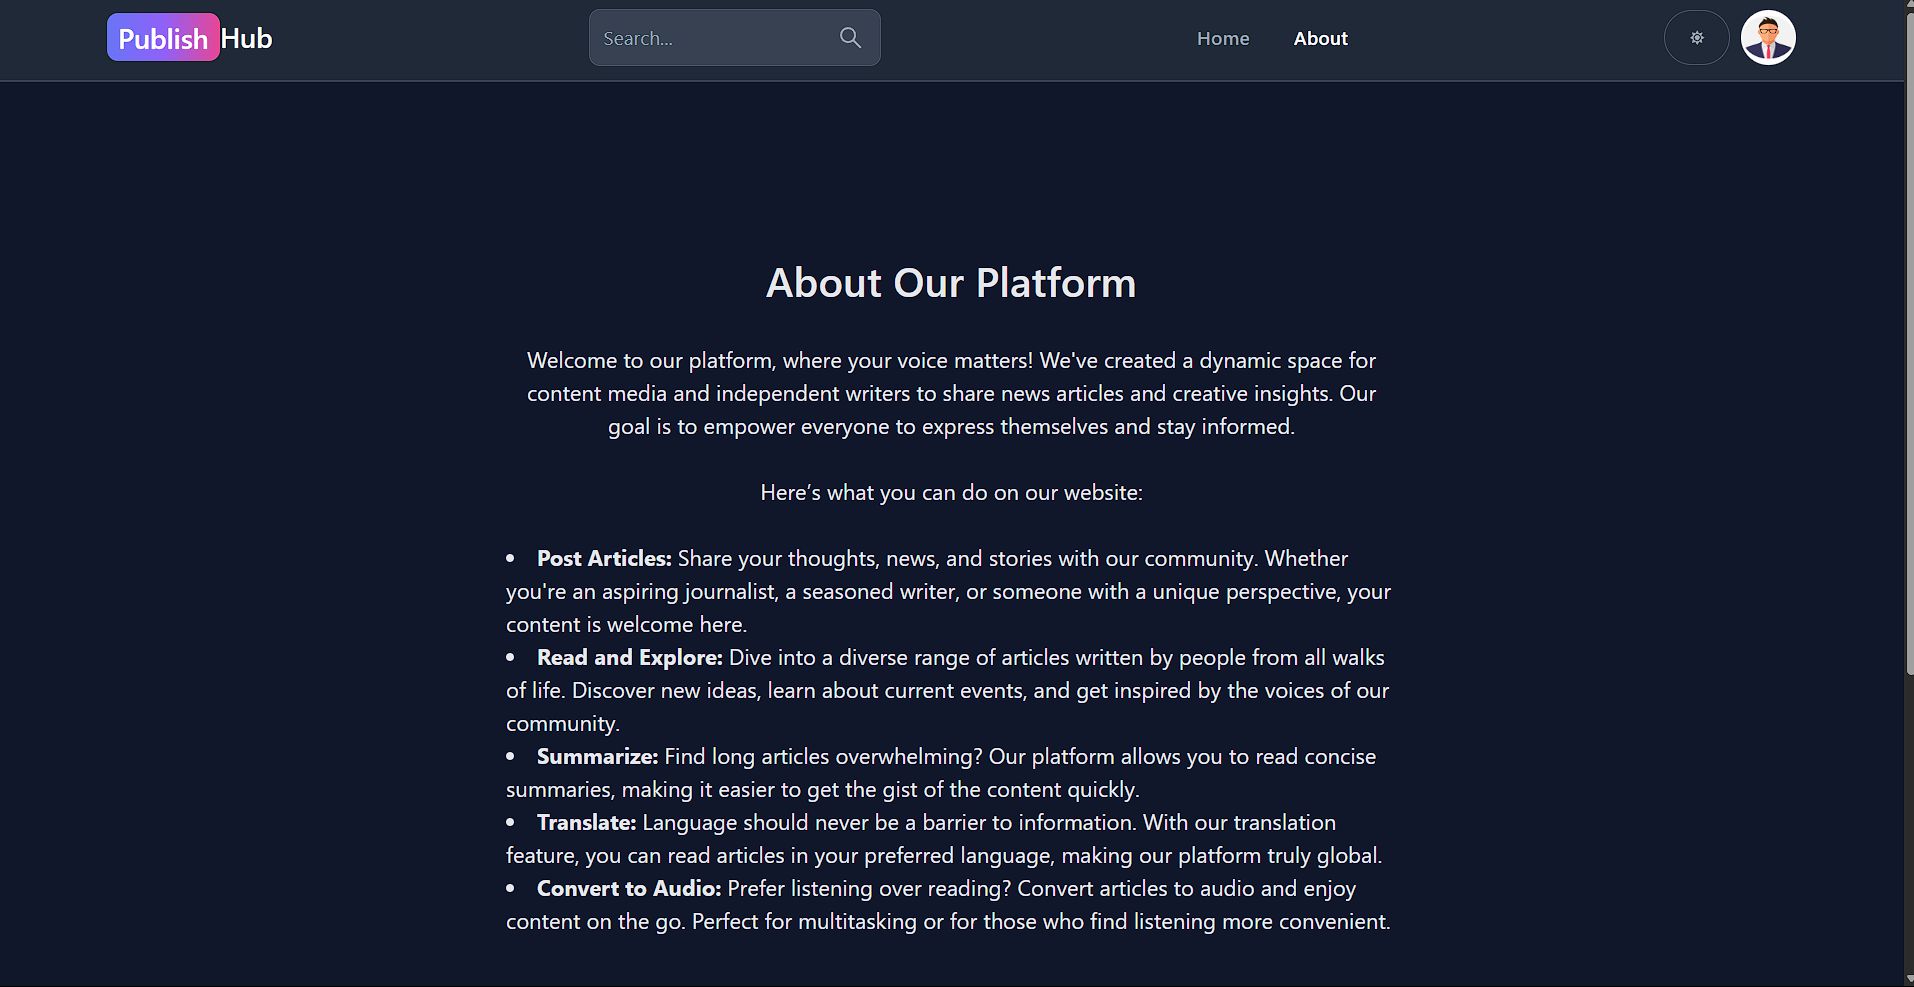 Publish Hub
Search...
Home
About
About Our Platform
Welcome to our platform, where your voice matters! We've created a dynamic space for
content media and independent writers to share news articles and creative insights. Our
goal is to empower everyone to express themselves and stay informed.
Here’s what you can do on our website:
• Post Articles: Share your thoughts, news, and stories with our community. Whether
you're an aspiring journalist, a seasoned writer, or someone with a unique perspective, your
content is welcome here.
• Read and Explore: Dive into a diverse range of articles written by people from all walks
of life. Discover new ideas, learn about current events, and get inspired by the voices of our
community.
• Summarize: Find long articles overwhelming? Our platform allows you to read concise
summaries, making it easier to get the gist of the content quickly.
• Translate: Language should never be a barrier to information. With our translation
feature, you can read articles in your preferred language, making our platform truly global.
• Convert to Audio: Prefer listening over reading? Convert articles to audio and enjoy
content on the go. Perfect for multitasking or for those who find listening more convenient.